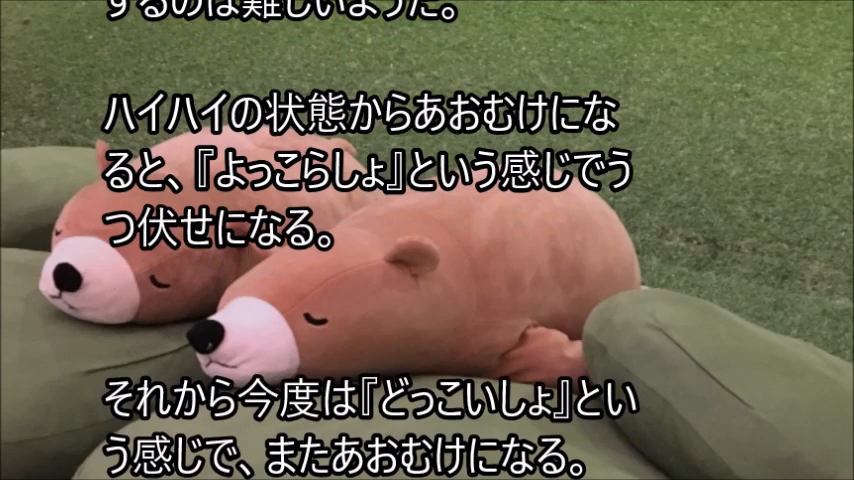 するのは難しいようだ。
ハイハイの状態からあおむけにな
ると、『よっこらしょ』という感じでう
つ伏せになる。
それから今度は『どっこいしょ』とい
う感じで、またあおむけになる。